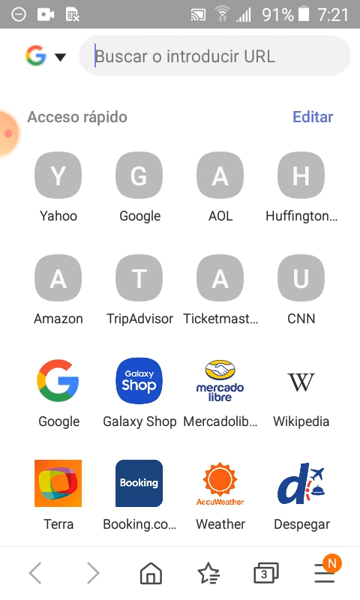 91% 7:21
G Buscar o introducir URL
Acceso rápido Editar
Y G A H
Yahoo Google AOL Huffington...
A T A U
Amazon TripAdvisor Ticketmast... CNN
G Galaxy Shop mercado libre W
Google Galaxy Shop Mercadolib... Wikipedia
Booking AccuWeather d
Terra Booking.co... Weather Despegar
3 N